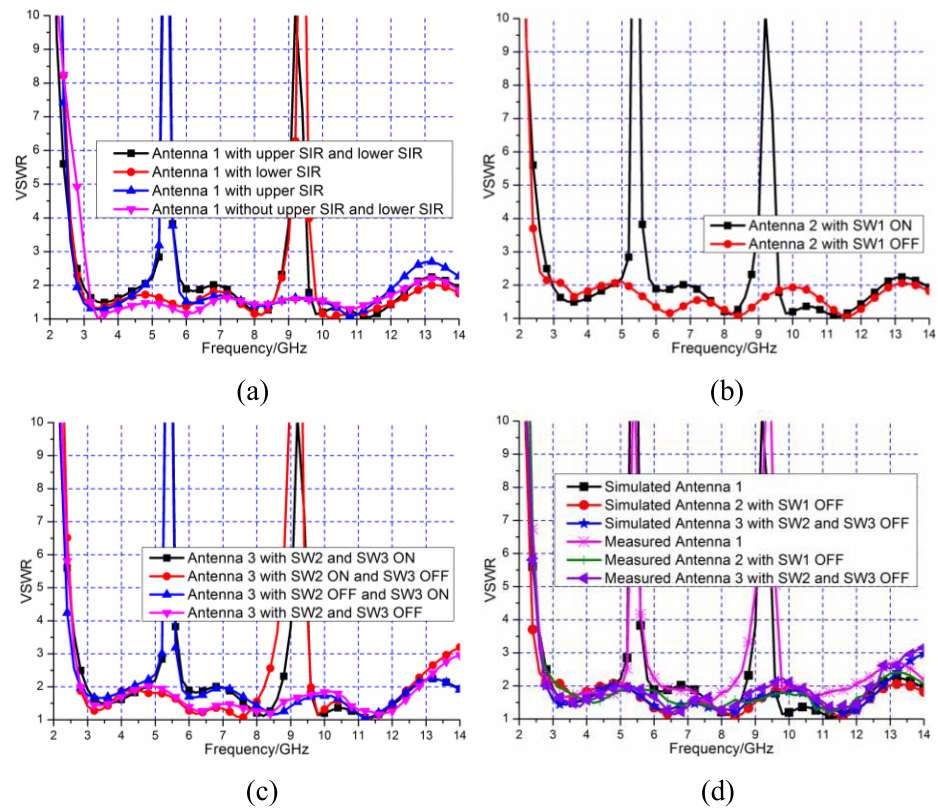 10
9
8
7
6
5
4
3
2
1
VSWR
Antenna 1 with upper SIR and lower SIR
Antenna 1 with lower SIR
Antenna 1 with upper SIR
Antenna 1 without upper SIR and lower SIR
2 3 4 5 6 7 8 9 10 11 12 13 14
Frequency/GHz
(a)
10
9
8
7
6
5
4
3
2
1
VSWR
Antenna 2 with SW1 ON
Antenna 2 with SW1 OFF
2 3 4 5 6 7 8 9 10 11 12 13 14
Frequency/GHz
(b)
10
9
8
7
6
5
4
3
2
1
VSWR
Antenna 3 with SW2 and SW3 ON
Antenna 3 with SW2 ON and SW3 OFF
Antenna 3 with SW2 OFF and SW3 ON
Antenna 3 with SW2 and SW3 OFF
2 3 4 5 6 7 8 9 10 11 12 13 14
Frequency/GHz
(c)
10
9
8
7
6
5
4
3
2
1
VSWR
Simulated Antenna 1
Simulated Antenna 2 with SW1 OFF
Simulated Antenna 3 with SW2 and SW3 OFF
Measured Antenna 1
Measured Antenna 2 with SW1 OFF
Measured Antenna 3 with SW2 and SW3 OFF
2 3 4 5 6 7 8 9 10 11 12 13 14
Frequency/GHz
(d)